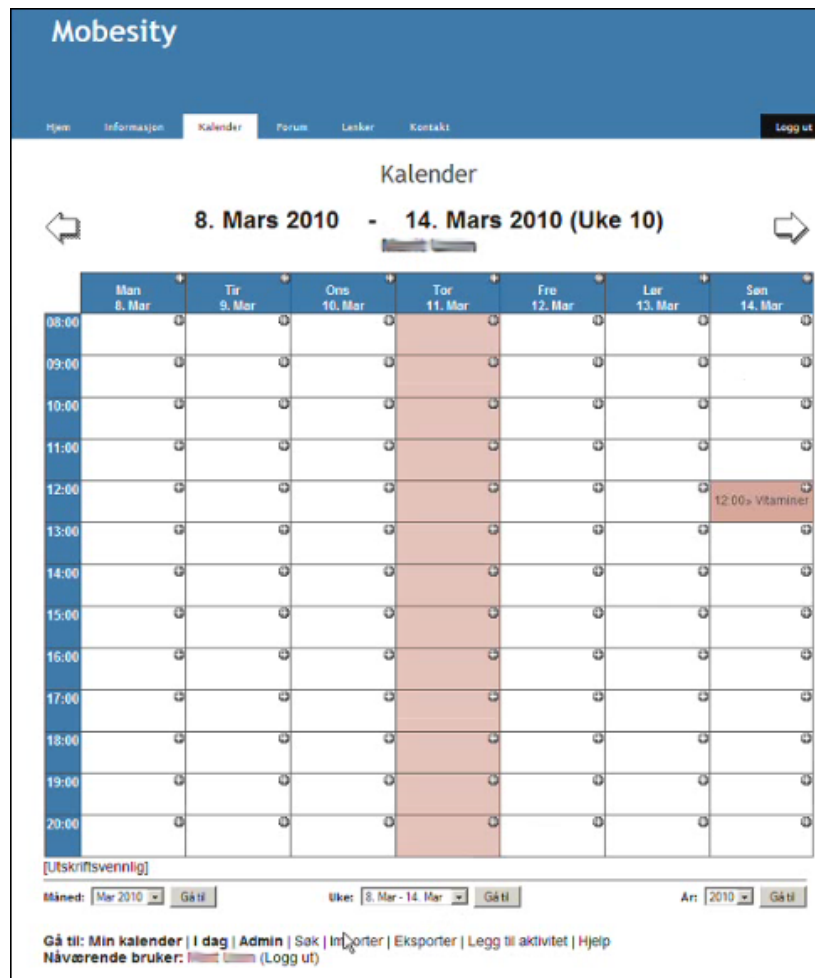 Mobesity
Hjem Informasjon Kalender Forum Lenker Kontakt Logg ut
Kalender
8. Mars 2010 - 14. Mars 2010 (Uke 10)
Man Tir Ons Tor Fre Lør Søn
8. Mar 9. Mar 10. Mar 11. Mar 12. Mar 13. Mar 14. Mar
08:00
09:00
10:00
11:00
12:00
12:00» Vitaminer
13:00
14:00
15:00
16:00
17:00
18:00
19:00
20:00
[Utskriftsvennlig]
Måned: Mar 2010 Gå til Uke: 8. Mar - 14. Mar Gå til År: 2010 Gå til
Gå til: Min kalender | I dag | Admin | Søk | Importer | Eksporter | Legg til aktivitet | Hjelp
Nåværende bruker: (Logg ut)